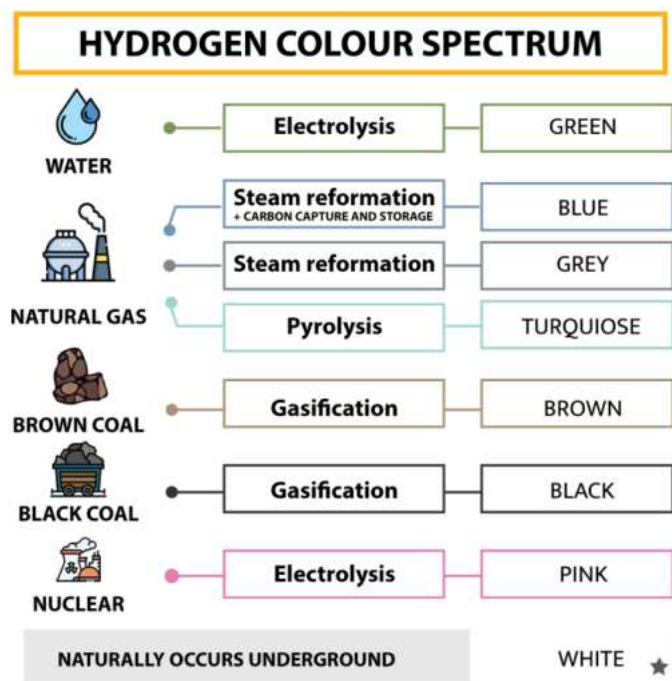 HYDROGEN COLOUR SPECTRUM
WATER
Electrolysis
GREEN
NATURAL GAS
Steam reformation
+ CARBON CAPTURE AND STORAGE
BLUE
Steam reformation
GREY
Pyrolysis
TURQUIOSE
BROWN COAL
Gasification
BROWN
BLACK COAL
Gasification
BLACK
NUCLEAR
Electrolysis
PINK
NATURALLY OCCURS UNDERGROUND
WHITE